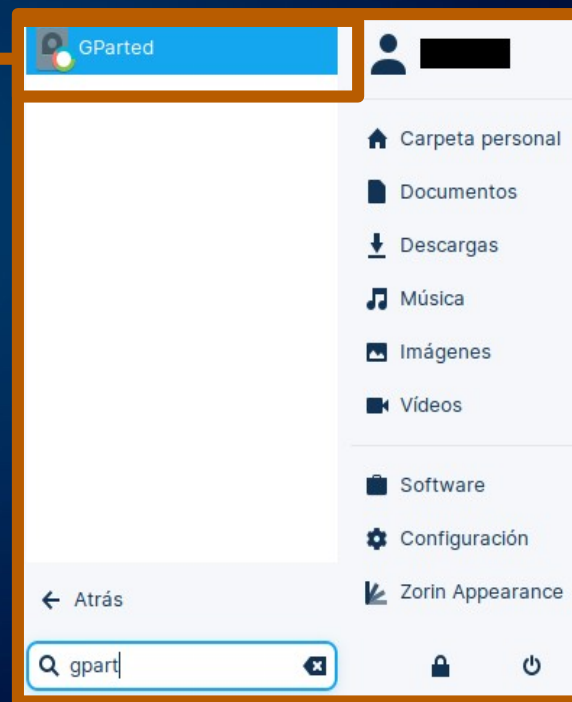 GParted
Carpeta personal
Documentos
Descargas
Música
Imágenes
Vídeos
Software
Configuración
Zorin Appearance
Atrás
gpart